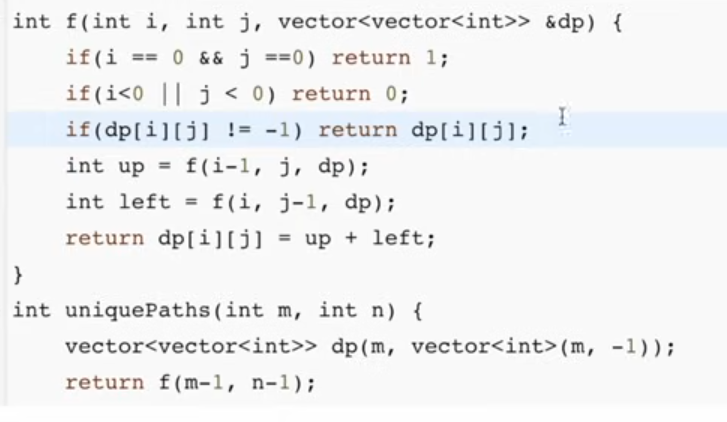 int f(int i, int j, vector<vector<int>> &dp) {
    if(i == 0 && j ==0) return 1;
    if(i<0 || j < 0) return 0;
    if(dp[i][j] != -1) return dp[i][j];
    int up = f(i-1, j, dp);
    int left = f(i, j-1, dp);
    return dp[i][j] = up + left;
}
int uniquePaths(int m, int n) {
    vector<vector<int>> dp(m, vector<int>(m, -1));
    return f(m-1, n-1);